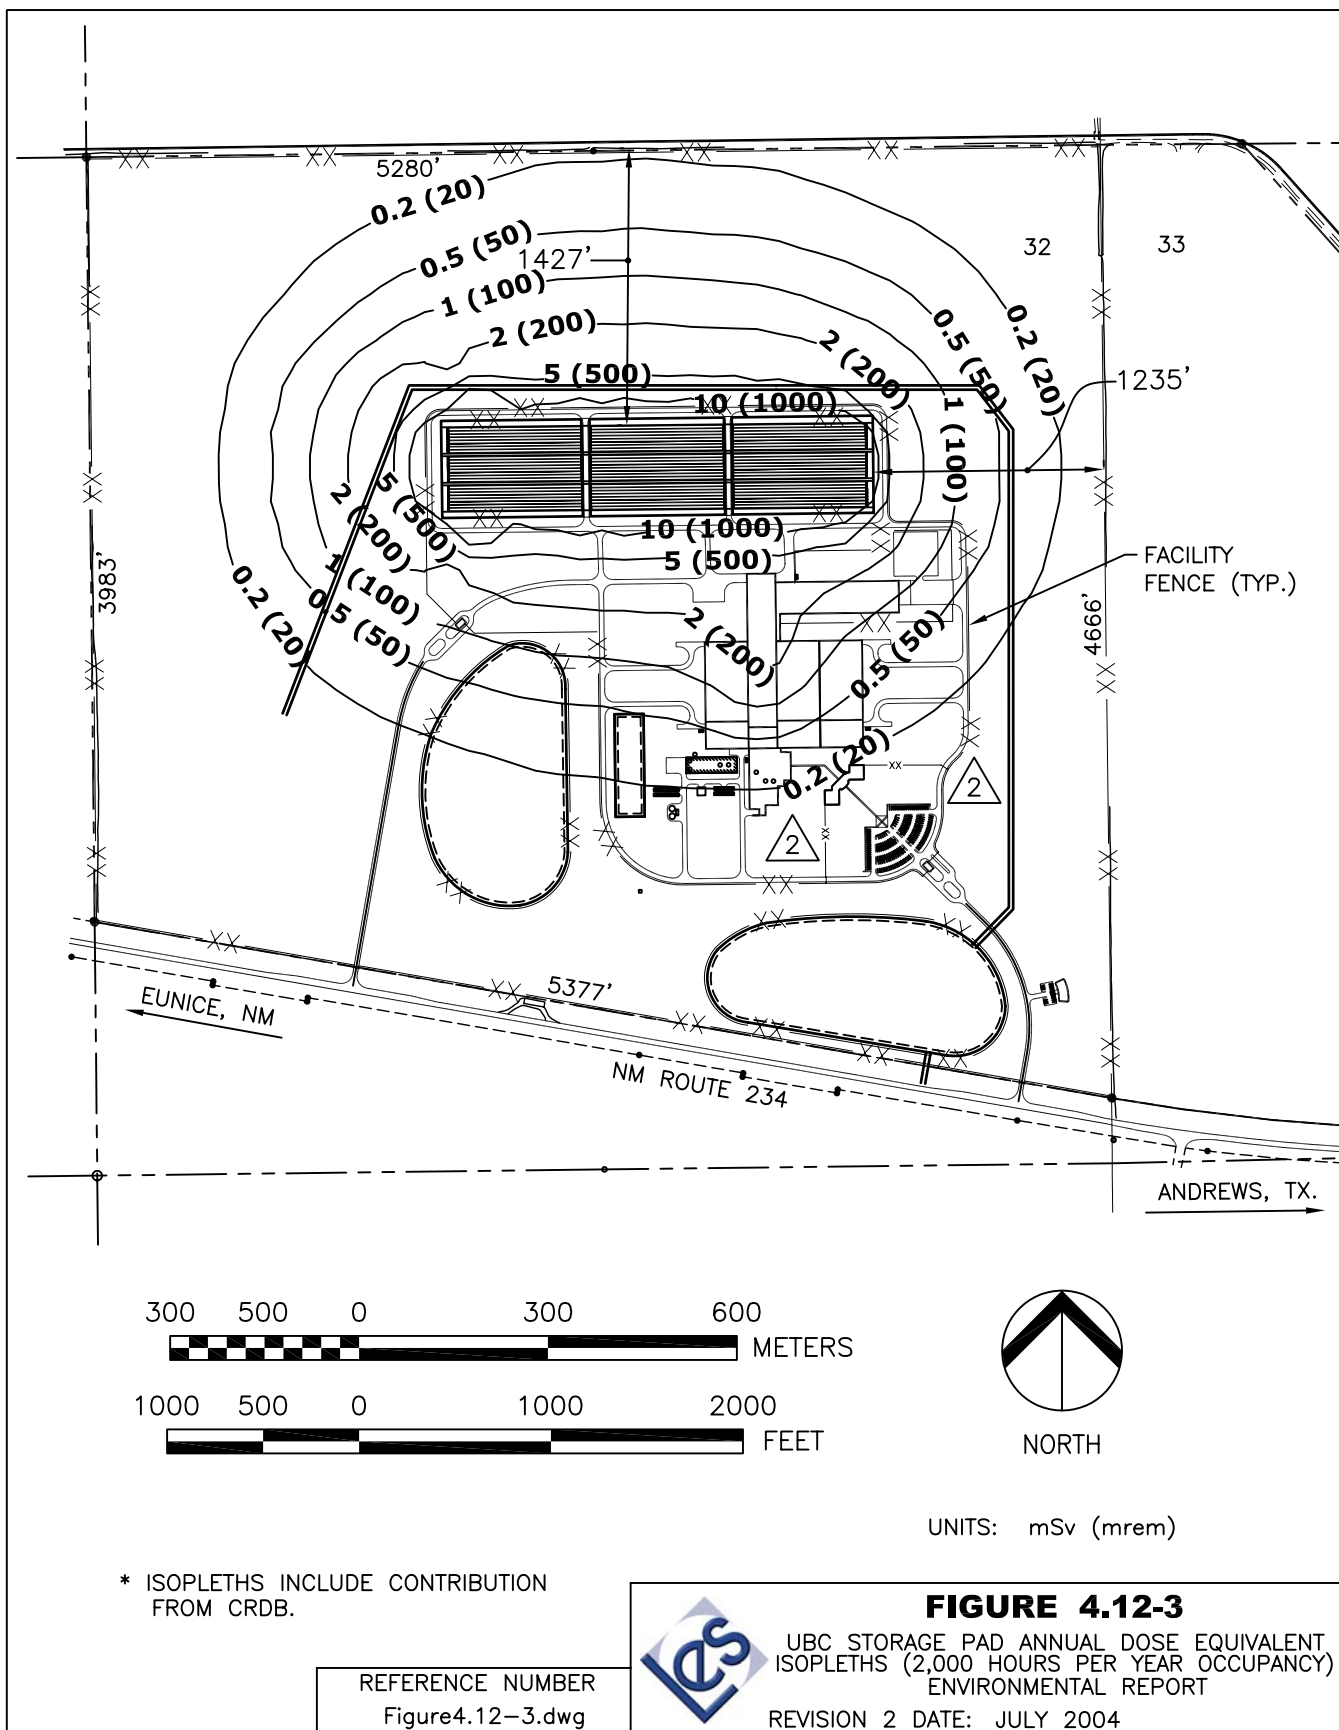 5280'
0.2 (20)
0.5 (50)
1427'
1 (100)
2 (200)
5 (500)
10 (1000)
2 (200)
0.5 (50)
0.2 (20)
1 (100)
32
33
1235'
5 (500)
2 (200)
1 (100)
0.5 (50)
0.2 (20)
10 (1000)
5 (500)
2 (200)
0.5 (50)
0.2 (20)
3983'
4666'
FACILITY
FENCE (TYP.)
2
2
5377'
EUNICE, NM
NM ROUTE 234
ANDREWS, TX.
300 500 0 300 600
METERS
1000 500 0 1000 2000
FEET
NORTH
UNITS: mSv (mrem)
* ISOPLETHS INCLUDE CONTRIBUTION
FROM CRDB.
REFERENCE NUMBER
Figure4.12-3.dwg
Les
FIGURE 4.12-3
UBC STORAGE PAD ANNUAL DOSE EQUIVALENT
ISOPLETHS (2,000 HOURS PER YEAR OCCUPANCY)
ENVIRONMENTAL REPORT
REVISION 2 DATE: JULY 2004